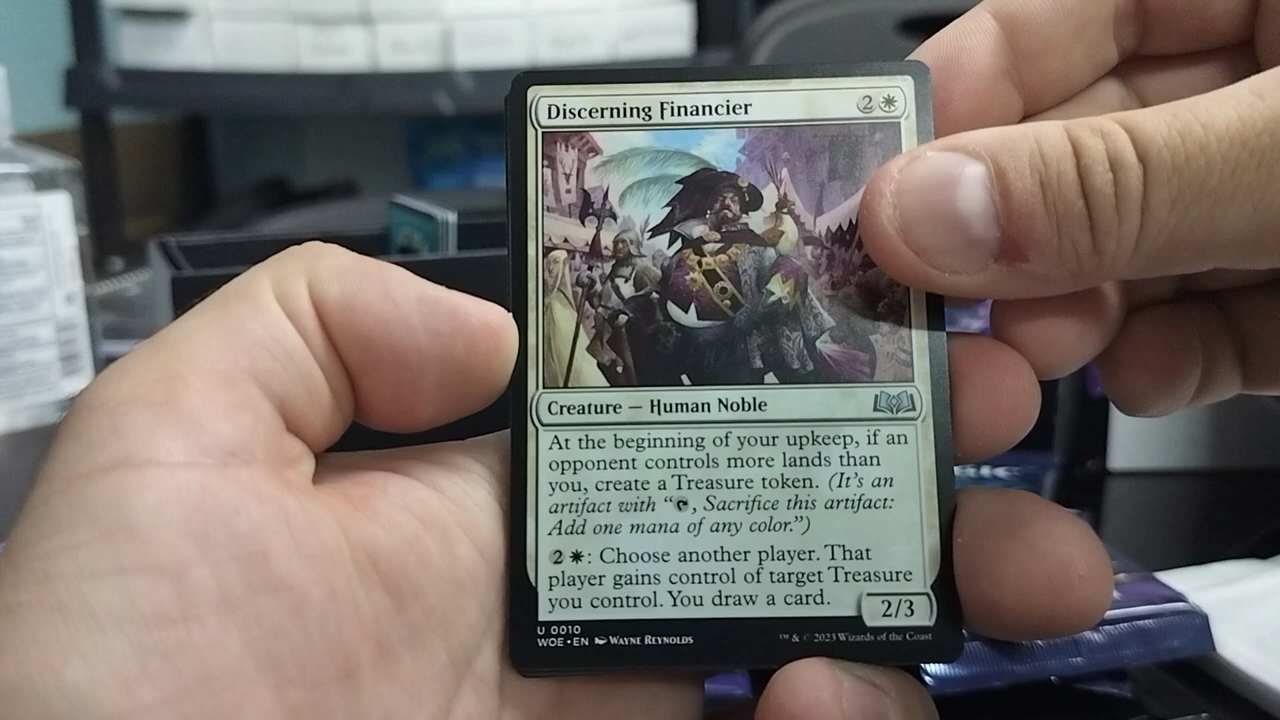 Discerning Financier 2
Creature — Human Noble
At the beginning of your upkeep, if an
opponent controls more lands than
you, create a Treasure token. (It's an
artifact with “, Sacrifice this artifact:
Add one mana of any color.”)
2 : Choose another player. That
player gains control of target Treasure
you control. You draw a card.
2/3
U 0010
WOE • EN WAYNE REYNOLDS
™ & © 2023 Wizards of the Coast